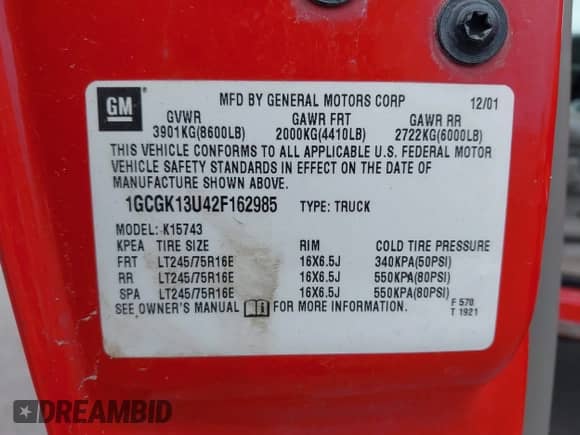 GM
MFD BY GENERAL MOTORS CORP 12/01
GVWR GAWR FRT GAWR RR
3901KG(8600LB) 2000KG(4410LB) 2722KG(6000LB)
THIS VEHICLE CONFORMS TO ALL APPLICABLE U.S. FEDERAL MOTOR
VEHICLE SAFETY STANDARDS IN EFFECT ON THE DATE OF
MANUFACTURE SHOWN ABOVE.
1GCGK13U42F162985 TYPE: TRUCK
MODEL: K15743
KPEA TIRE SIZE RIM COLD TIRE PRESSURE
FRT LT245/75R16E 16X6.5J 340KPA(50PSI)
RR LT245/75R16E 16X6.5J 550KPA(80PSI)
SPA LT245/75R16E 16X6.5J 550KPA(80PSI)
SEE OWNER'S MANUAL FOR MORE INFORMATION. F 570
T 1921
DREAMBID